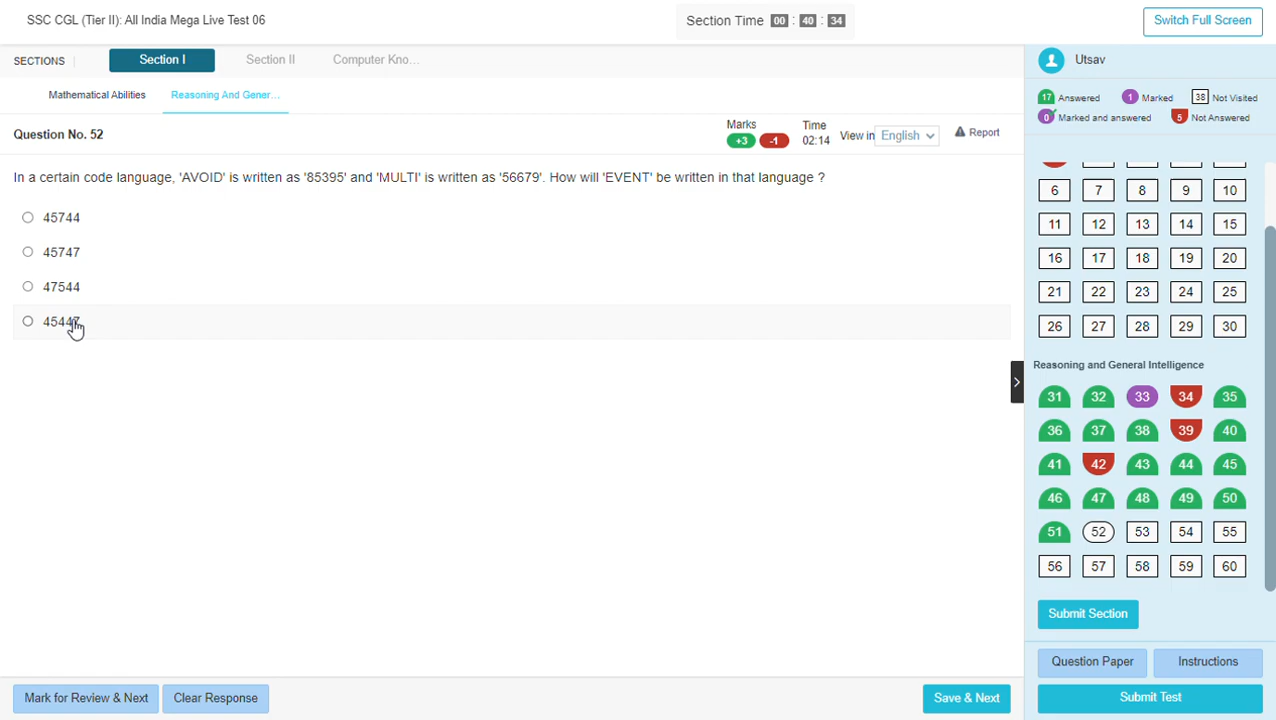 SSC CGL (Tier II): All India Mega Live Test 06
Section Time 00 : 40 : 34
Switch Full Screen
SECTIONS
Section I
Section II
Computer Kno...
Utsav
Mathematical Abilities
Reasoning And Gener...
17 Answered
1 Marked
38 Not Visited
0 Marked and answered
5 Not Answered
Question No. 52
Marks
+3 -1
Time
02:14
View in English
Report
In a certain code language, 'AVOID' is written as '85395' and 'MULTI' is written as '56679'. How will 'EVENT' be written in that language ?
45744
45747
47544
45447
6 7 8 9 10
11 12 13 14 15
16 17 18 19 20
21 22 23 24 25
26 27 28 29 30
Reasoning and General Intelligence
31 32 33 34 35
36 37 38 39 40
41 42 43 44 45
46 47 48 49 50
51 52 53 54 55
56 57 58 59 60
Submit Section
Question Paper
Instructions
Mark for Review & Next
Clear Response
Save & Next
Submit Test